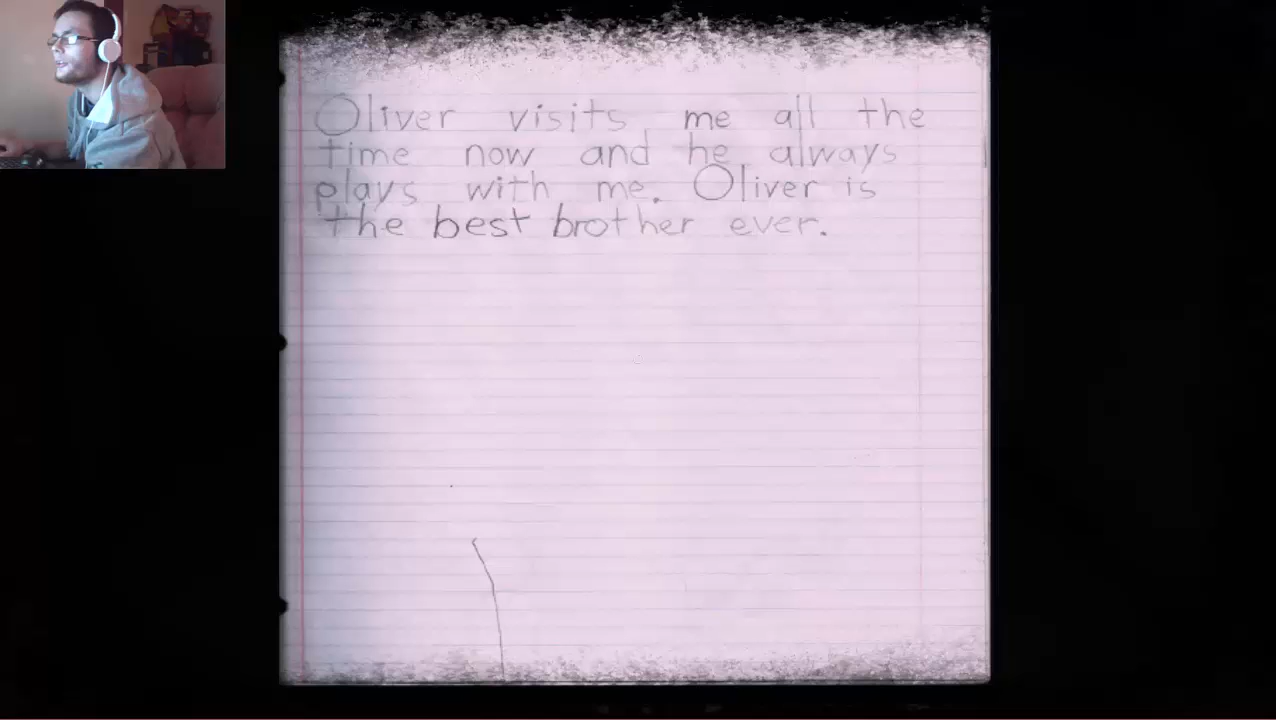 Oliver visits me all the
time now and he always
plays with me. Oliver is
the best brother ever.